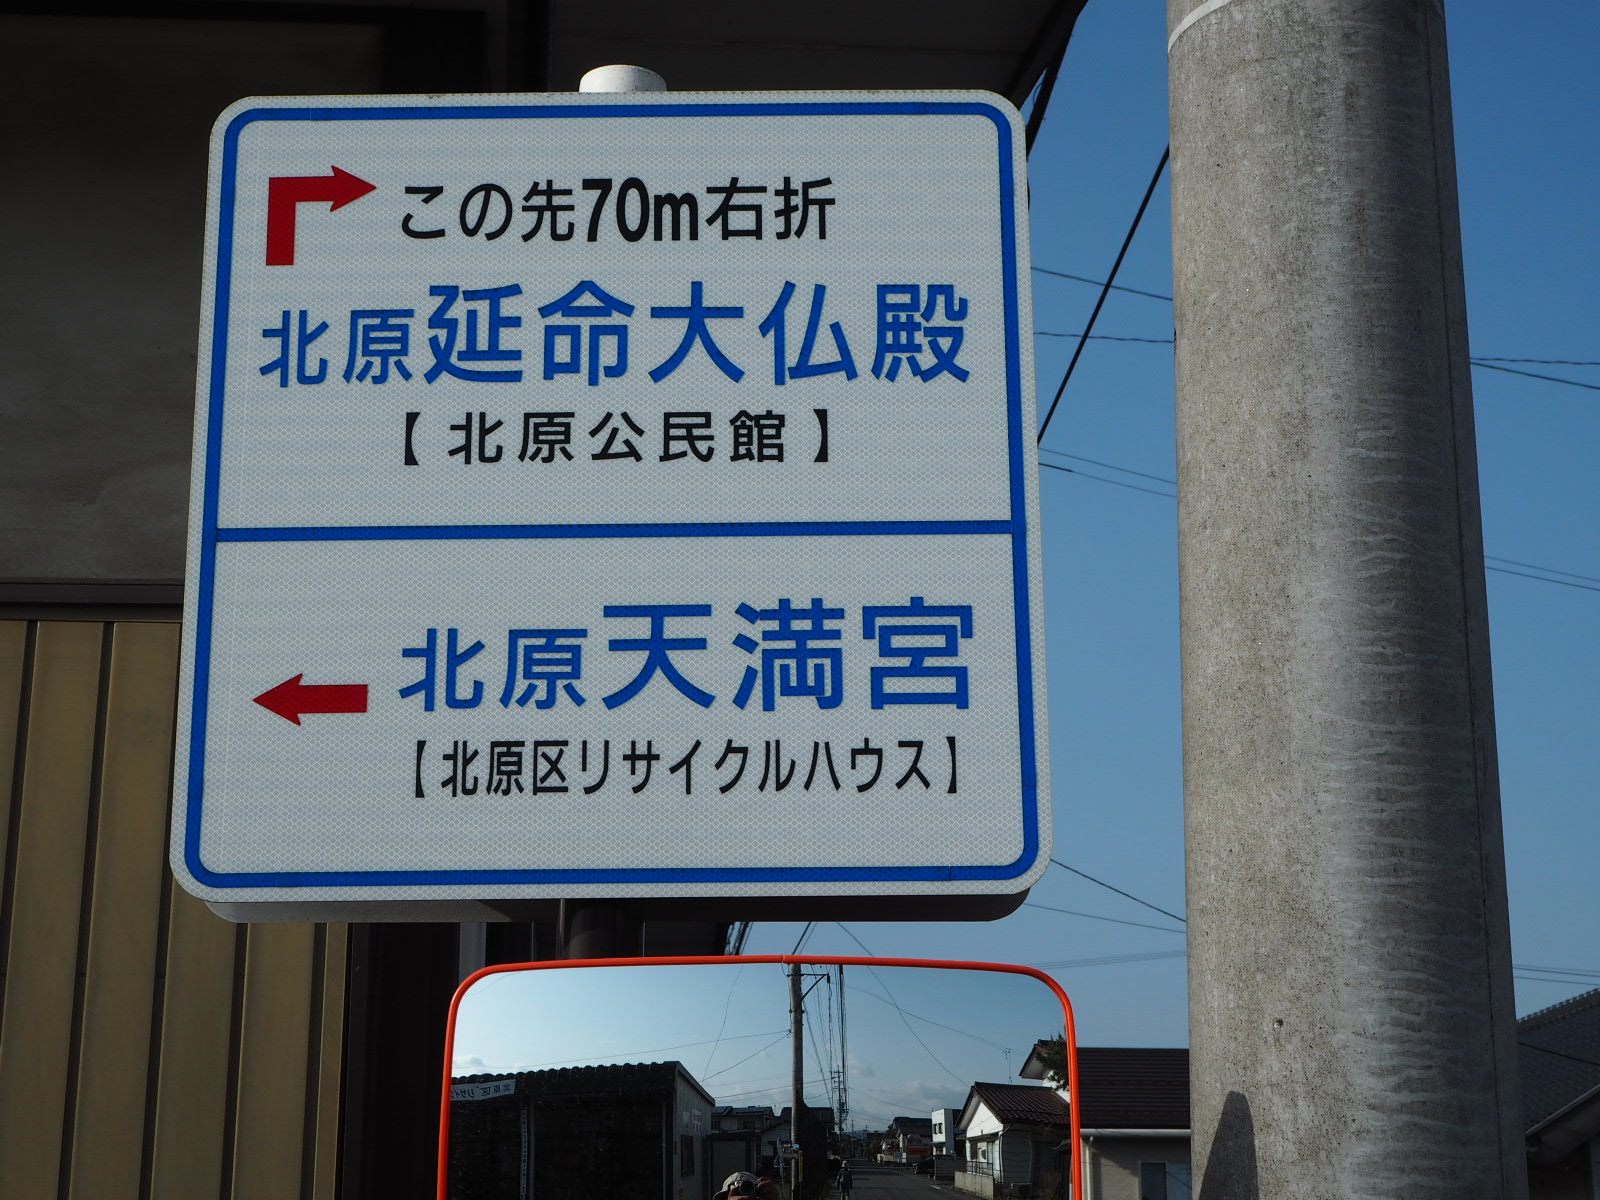 この先70m右折
北原延命大仏殿
【北原公民館】
北原天満宮
【北原区リサイクルハウス】